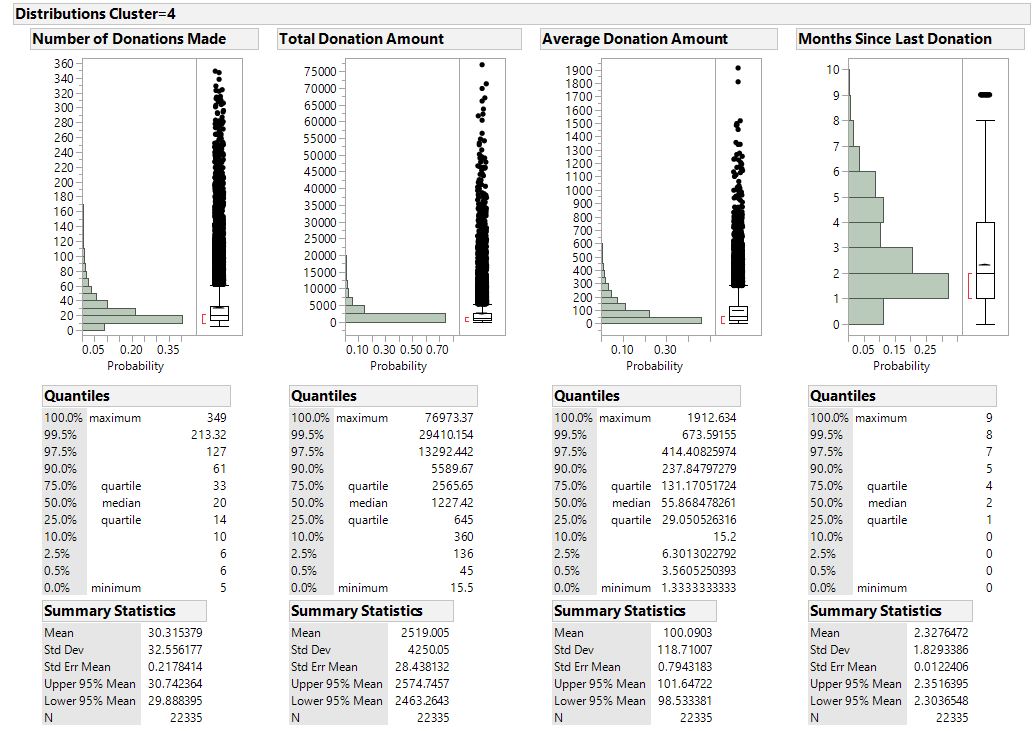 Distributions Cluster=4
Number of Donations Made
360
340
320
300
280
260
240
220
200
180
160
140
120
100
80
60
40
20
0
0.05 0.20 0.35
Probability
Quantiles
100.0% maximum 349
99.5% 213.32
97.5% 127
90.0% 61
75.0% quartile 33
50.0% median 20
25.0% quartile 14
10.0% 10
2.5% 6
0.5% 6
0.0% minimum 5
Summary Statistics
Mean 30.315379
Std Dev 32.556177
Std Err Mean 0.2178414
Upper 95% Mean 30.742364
Lower 95% Mean 29.888395
N 22335
Total Donation Amount
75000
70000
65000
60000
55000
50000
45000
40000
35000
30000
25000
20000
15000
10000
5000
0
0.10 0.30 0.50 0.70
Probability
Quantiles
100.0% maximum 76973.37
99.5% 29410.154
97.5% 13292.442
90.0% 5589.67
75.0% quartile 2565.65
50.0% median 1227.42
25.0% quartile 645
10.0% 360
2.5% 136
0.5% 45
0.0% minimum 15.5
Summary Statistics
Mean 2519.005
Std Dev 4250.05
Std Err Mean 28.438132
Upper 95% Mean 2574.7457
Lower 95% Mean 2463.2643
N 22335
Average Donation Amount
1900
1800
1700
1600
1500
1400
1300
1200
1100
1000
900
800
700
600
500
400
300
200
100
0
0.10 0.30
Probability
Quantiles
100.0% maximum 1912.634
99.5% 673.59155
97.5% 414.40825974
90.0% 237.84797279
75.0% quartile 131.17051724
50.0% median 55.868478261
25.0% quartile 29.050526316
10.0% 15.2
2.5% 6.3013022792
0.5% 3.5605250393
0.0% minimum 1.3333333333
Summary Statistics
Mean 100.0903
Std Dev 118.71007
Std Err Mean 0.7943183
Upper 95% Mean 101.64722
Lower 95% Mean 98.533381
N 22335
Months Since Last Donation
10
9
8
7
6
5
4
3
2
1
0
0.05 0.15 0.25
Probability
Quantiles
100.0% maximum 9
99.5% 8
97.5% 7
90.0% 5
75.0% quartile 4
50.0% median 2
25.0% quartile 1
10.0% 0
2.5% 0
0.5% 0
0.0% minimum 0
Summary Statistics
Mean 2.3276472
Std Dev 1.8293386
Std Err Mean 0.0122406
Upper 95% Mean 2.3516395
Lower 95% Mean 2.3036548
N 22335